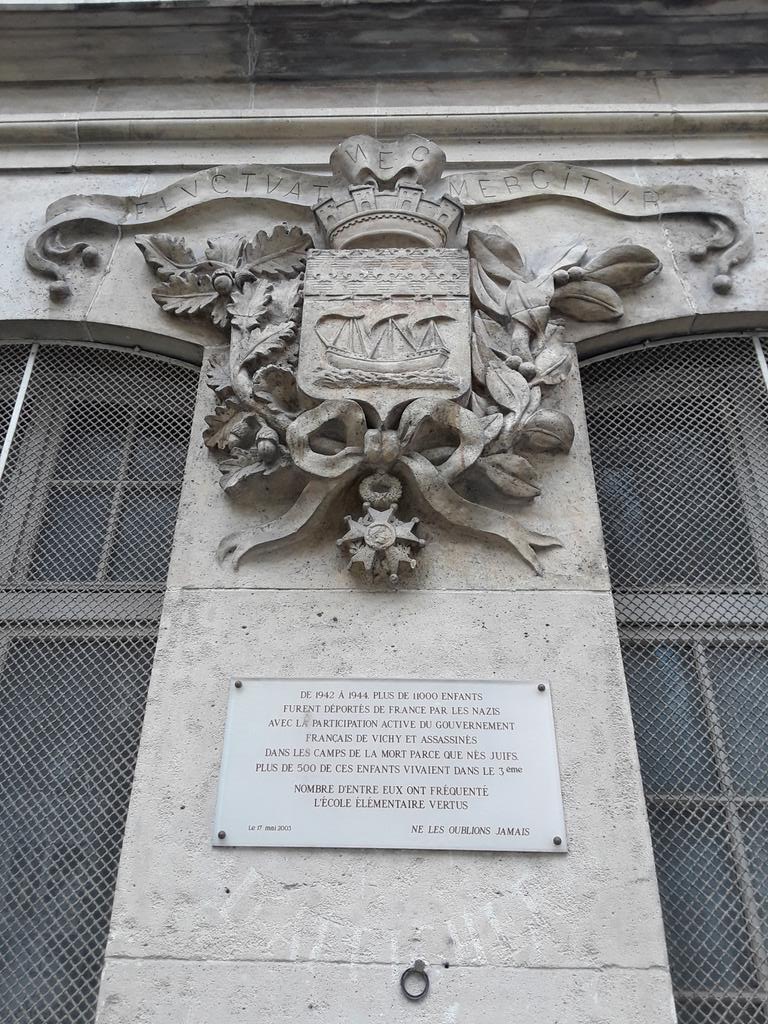 FLVCTVAT NEC MERGITVR
DE 1942 À 1944 PLUS DE 11000 ENFANTS
FURENT DÉPORTÉS DE FRANCE PAR LES NAZIS
AVEC LA PARTICIPATION ACTIVE DU GOUVERNEMENT
FRANÇAIS DE VICHY ET ASSASSINÉS
DANS LES CAMPS DE LA MORT PARCE QUE NÉS JUIFS.
PLUS DE 500 DE CES ENFANTS VIVAIENT DANS LE 3ème
NOMBRE D'ENTRE EUX ONT FRÉQUENTÉ
L'ÉCOLE ÉLÉMENTAIRE VERTUS
Le 17 mai 2003 NE LES OUBLIONS JAMAIS